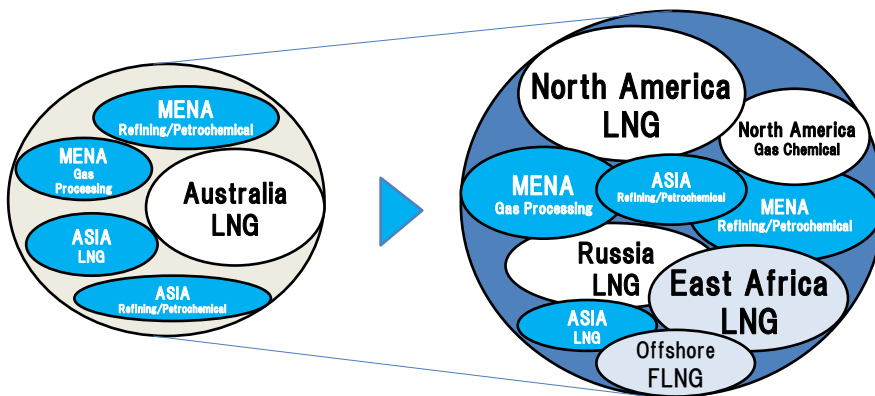 MENA
Refining/Petrochemical
MENA
Gas
Processing
Australia
LNG
ASIA
LNG
ASIA
Refining/Petrochemical
North America
LNG
North America
Gas Chemical
MENA
Gas Processing
ASIA
Refining/Petrochemical
MENA
Refining/Petrochemical
Russia
LNG
East Africa
LNG
ASIA
LNG
Offshore
FLNG